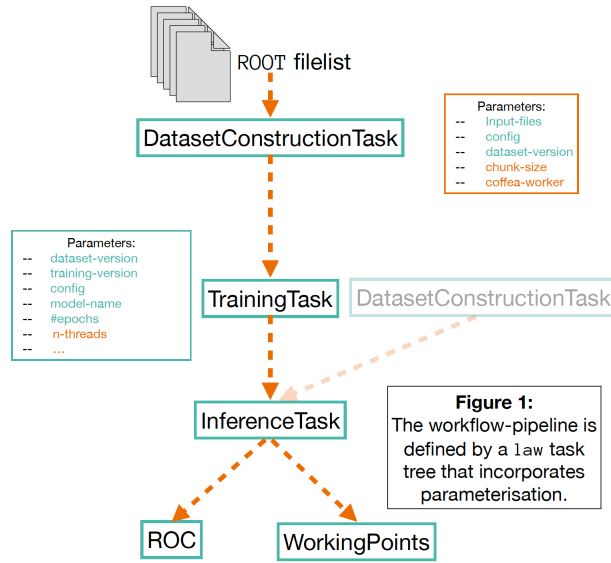 ROOT filelist
DatasetConstructionTask
Parameters:
-- Input-files
-- config
-- dataset-version
-- chunk-size
-- coffea-worker
Parameters:
-- dataset-version
-- training-version
-- config
-- model-name
-- #epochs
-- n-threads
-- ...
TrainingTask
DatasetConstructionTask
InferenceTask
Figure 1:
The workflow-pipeline is
defined by a law task
tree that incorporates
parameterisation.
ROC
WorkingPoints